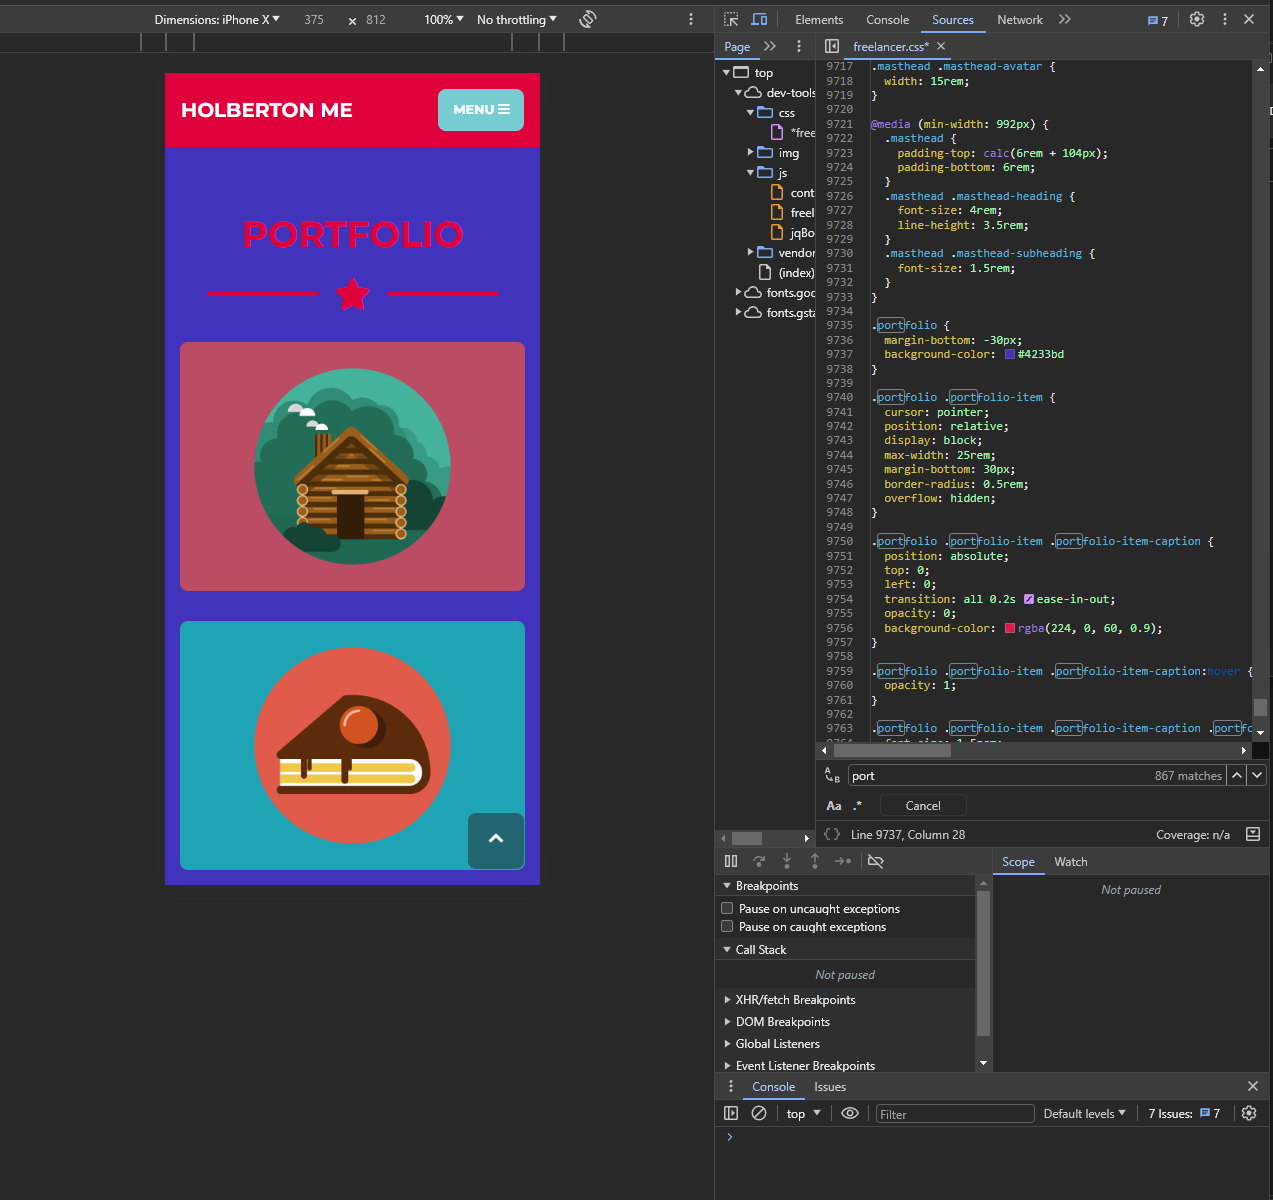 Dimensions: iPhone X ▼ 375 × 812 100% ▼ No throttling ▼
HOLBERTON ME
MENU
PORTFOLIO
Elements Console Sources Network 7
Page freelancer.css*
top
dev-tools
css
*free
img
js
cont
freel
jqBo
vendor
(index)
fonts.goo
fonts.gsta
9717 .masthead .masthead-avatar {
9718 width: 15rem;
9719 }
9720
9721 @media (min-width: 992px) {
9722 .masthead {
9723 padding-top: calc(6rem + 104px);
9724 padding-bottom: 6rem;
9725 }
9726 .masthead .masthead-heading {
9727 font-size: 4rem;
9728 line-height: 3.5rem;
9729 }
9730 .masthead .masthead-subheading {
9731 font-size: 1.5rem;
9732 }
9733 }
9734
9735 .portfolio {
9736 margin-bottom: -30px;
9737 background-color: #4233bd
9738 }
9739
9740 .portfolio .portfolio-item {
9741 cursor: pointer;
9742 position: relative;
9743 display: block;
9744 max-width: 25rem;
9745 margin-bottom: 30px;
9746 border-radius: 0.5rem;
9747 overflow: hidden;
9748 }
9749
9750 .portfolio .portfolio-item .portfolio-item-caption {
9751 position: absolute;
9752 top: 0;
9753 left: 0;
9754 transition: all 0.2s ease-in-out;
9755 opacity: 0;
9756 background-color: rgba(224, 0, 60, 0.9);
9757 }
9758
9759 .portfolio .portfolio-item .portfolio-item-caption:hover {
9760 opacity: 1;
9761 }
9762
9763 .portfolio .portfolio-item .portfolio-item-caption .portfo
9764 font-size: 1.5rem;
port 867 matches
Aa .* Cancel
{} Line 9737, Column 28 Coverage: n/a
Scope Watch
Breakpoints
Not paused
Pause on uncaught exceptions
Pause on caught exceptions
Call Stack
Not paused
XHR/fetch Breakpoints
DOM Breakpoints
Global Listeners
Event Listener Breakpoints
Console Issues
top ▼ Filter Default levels ▼ 7 Issues: 7